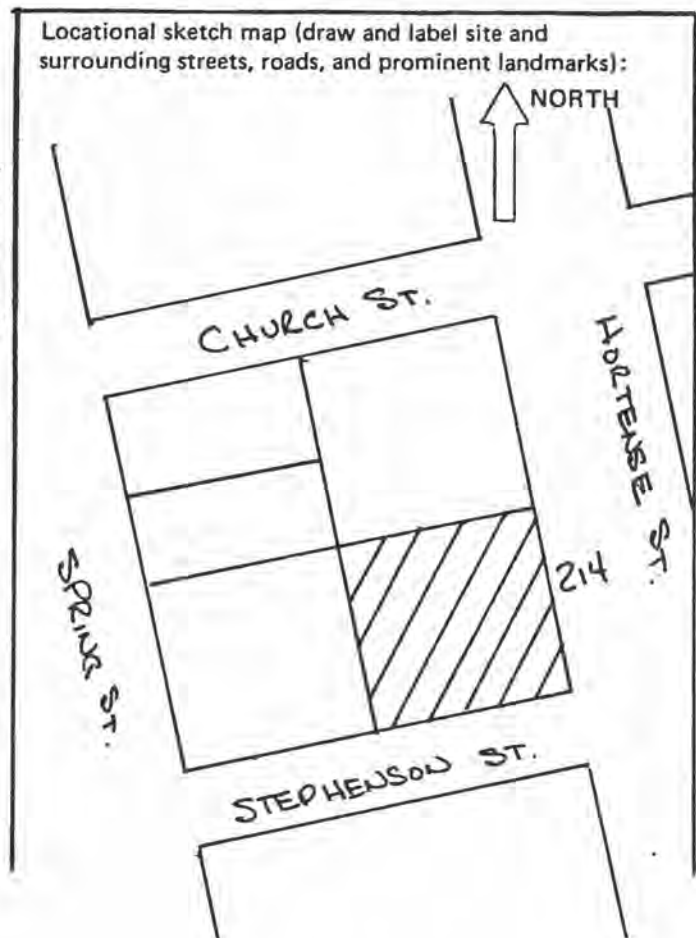 Locational sketch map (draw and label site and
surrounding streets, roads, and prominent landmarks):
NORTH
CHURCH ST.
HORTENSE ST.
214
SPRING ST.
STEPHENSON ST.